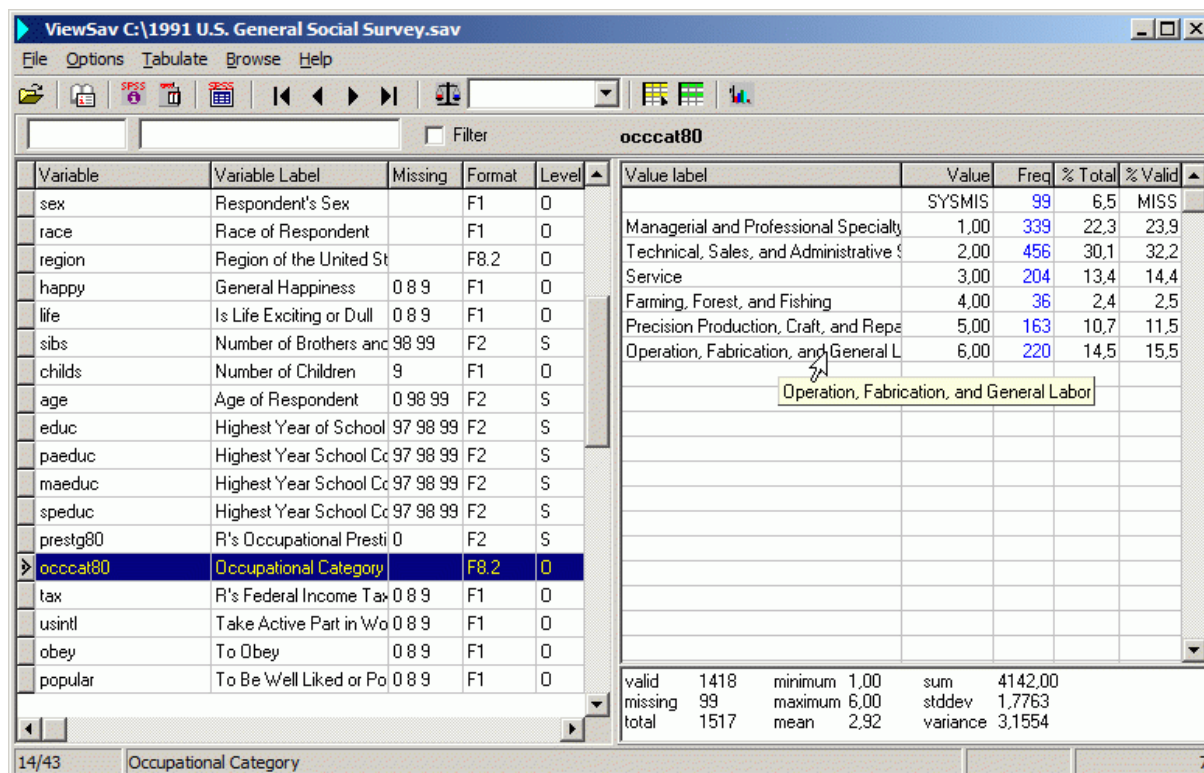 ViewSav C:\1991 U.S. General Social Survey.sav
File Options Tabulate Browse Help
SPSS
SPSS
Filter
occcat80
Variable Variable Label Missing Format Level
sex Respondent's Sex F1 O
race Race of Respondent F1 O
region Region of the United St F8.2 O
happy General Happiness 0 8 9 F1 O
life Is Life Exciting or Dull 0 8 9 F1 O
sibs Number of Brothers and 98 99 F2 S
childs Number of Children 9 F1 O
age Age of Respondent 0 98 99 F2 S
educ Highest Year of School 97 98 99 F2 S
paeduc Highest Year School Co 97 98 99 F2 S
maeduc Highest Year School Co 97 98 99 F2 S
speduc Highest Year School Co 97 98 99 F2 S
prestg80 R's Occupational Presti 0 F2 S
occcat80 Occupational Category F8.2 O
tax R's Federal Income Tax 0 8 9 F1 O
usintl Take Active Part in Wo 0 8 9 F1 O
obey To Obey 0 8 9 F1 O
popular To Be Well Liked or Po 0 8 9 F1 O
Value label Value Freq % Total % Valid
SYSMIS 99 6,5 MISS
Managerial and Professional Specialty 1,00 339 22,3 23,9
Technical, Sales, and Administrative S 2,00 456 30,1 32,2
Service 3,00 204 13,4 14,4
Farming, Forest, and Fishing 4,00 36 2,4 2,5
Precision Production, Craft, and Repa 5,00 163 10,7 11,5
Operation, Fabrication, and General L 6,00 220 14,5 15,5
Operation, Fabrication, and General Labor
valid 1418 minimum 1,00 sum 4142,00
missing 99 maximum 6,00 stddev 1,7763
total 1517 mean 2,92 variance 3,1554
14/43 Occupational Category